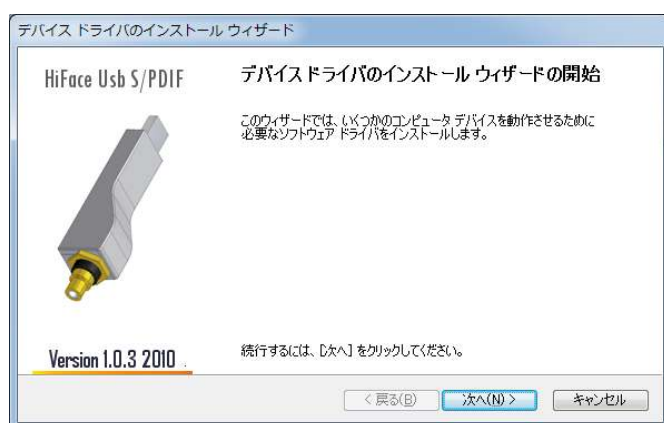 デバイス ドライバのインストール ウィザード
HiFace Usb S/PDIF
デバイス ドライバのインストール ウィザードの開始
このウィザードでは、いくつかのコンピュータ デバイスを動作させるために
必要なソフトウェア ドライバをインストールします。
Version 1.0.3 2010 .
続行するには、[次へ] をクリックしてください。
< 戻る(B)
次へ(N) >
キャンセル